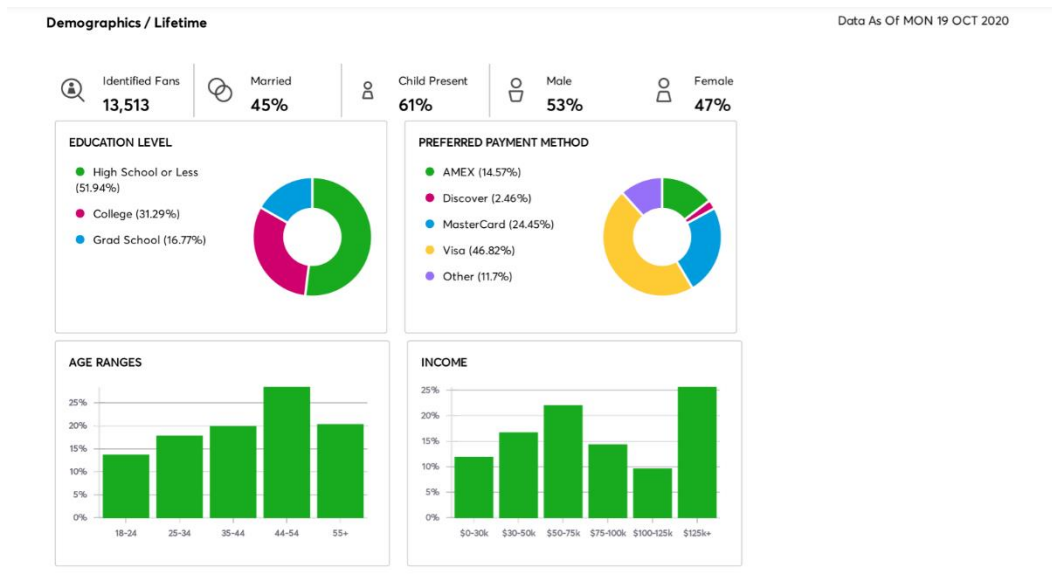 Demographics / Lifetime
Data As Of MON 19 OCT 2020
Identified Fans
13,513
Married
45%
Child Present
61%
Male
53%
Female
47%
EDUCATION LEVEL
High School or Less
(51.94%)
College (31.29%)
Grad School (16.77%)
PREFERRED PAYMENT METHOD
AMEX (14.57%)
Discover (2.46%)
MasterCard (24.45%)
Visa (46.82%)
Other (11.7%)
AGE RANGES
25%
20%
15%
10%
5%
0%
18-24
25-34
35-44
44-54
55+
INCOME
25%
20%
15%
10%
5%
0%
$0-30k
$30-50k
$50-75k
$75-100k
$100-125k
$125k+